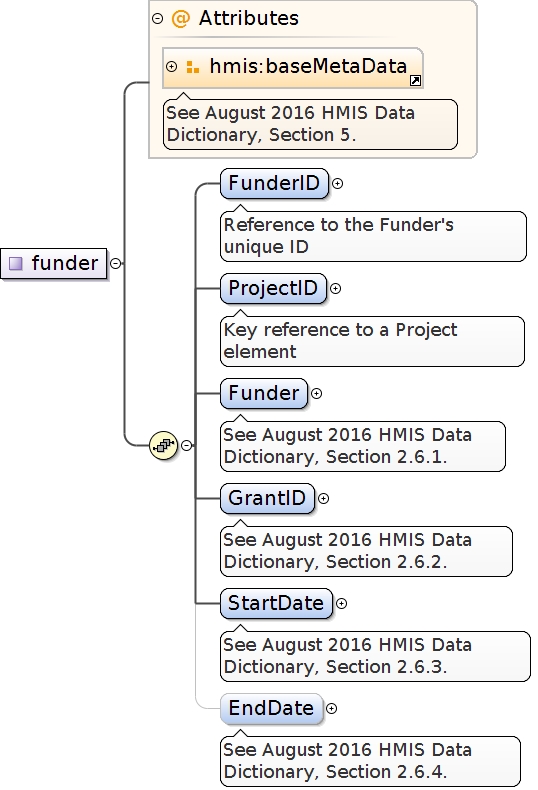 @ Attributes
hmis:baseMetaData
See August 2016 HMIS Data
Dictionary, Section 5.
funder
FunderID
Reference to the Funder's
unique ID
ProjectID
Key reference to a Project
element
Funder
See August 2016 HMIS Data
Dictionary, Section 2.6.1.
GrantID
See August 2016 HMIS Data
Dictionary, Section 2.6.2.
StartDate
See August 2016 HMIS Data
Dictionary, Section 2.6.3.
EndDate
See August 2016 HMIS Data
Dictionary, Section 2.6.4.